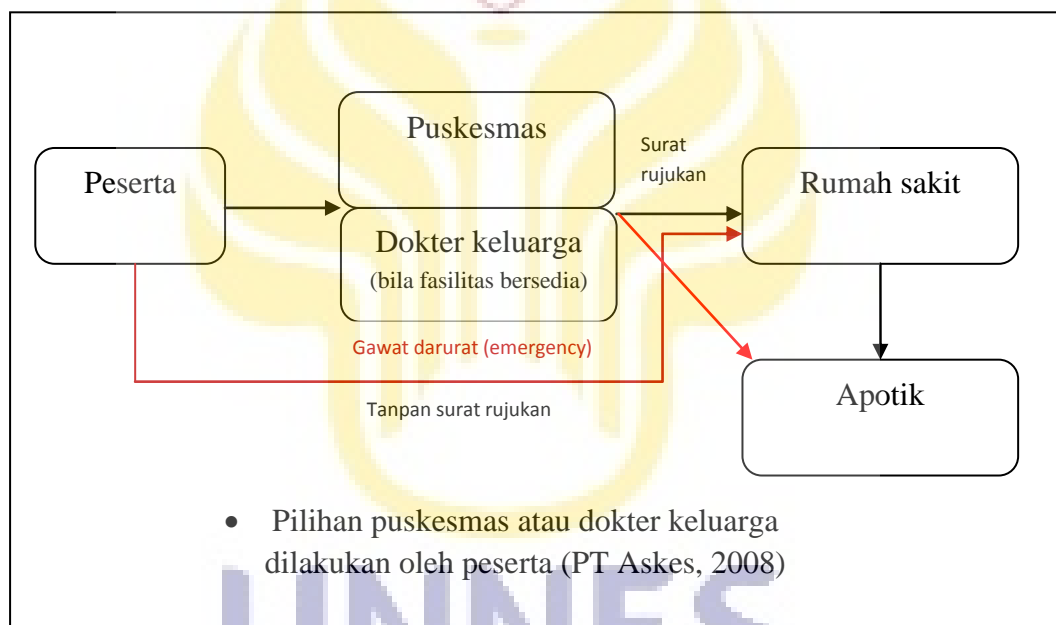 Puskesmas
Surat
rujukan
Peserta
Rumah sakit
Dokter keluarga
(bila fasilitas bersedia)
Gawat darurat (emergency)
Tanpan surat rujukan
Apotik
• Pilihan puskesmas atau dokter keluarga
dilakukan oleh peserta (PT Askes, 2008)
UNNES